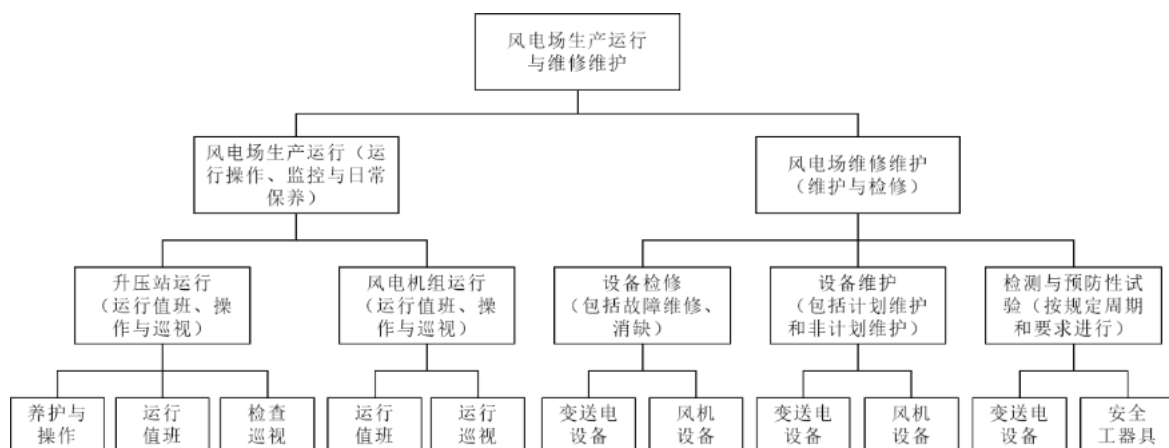 风电场生产运行
与维修维护
风电场生产运行（运
行操作、监控与日常
保养）
风电场维修维护
（维护与检修）
升压站运行
（运行值班、操
作与巡视）
风电机组运行
（运行值班、操
作与巡视）
设备检修
（包括故障维修、
消缺）
设备维护
（包括计划维护
和非计划维护）
检测与预防性试
验（按规定周期
和要求进行）
养护与
操作
运行
值班
检查
巡视
运行
值班
运行
巡视
变送电
设备
风机
设备
变送电
设备
风机
设备
变送电
设备
安全
工器具